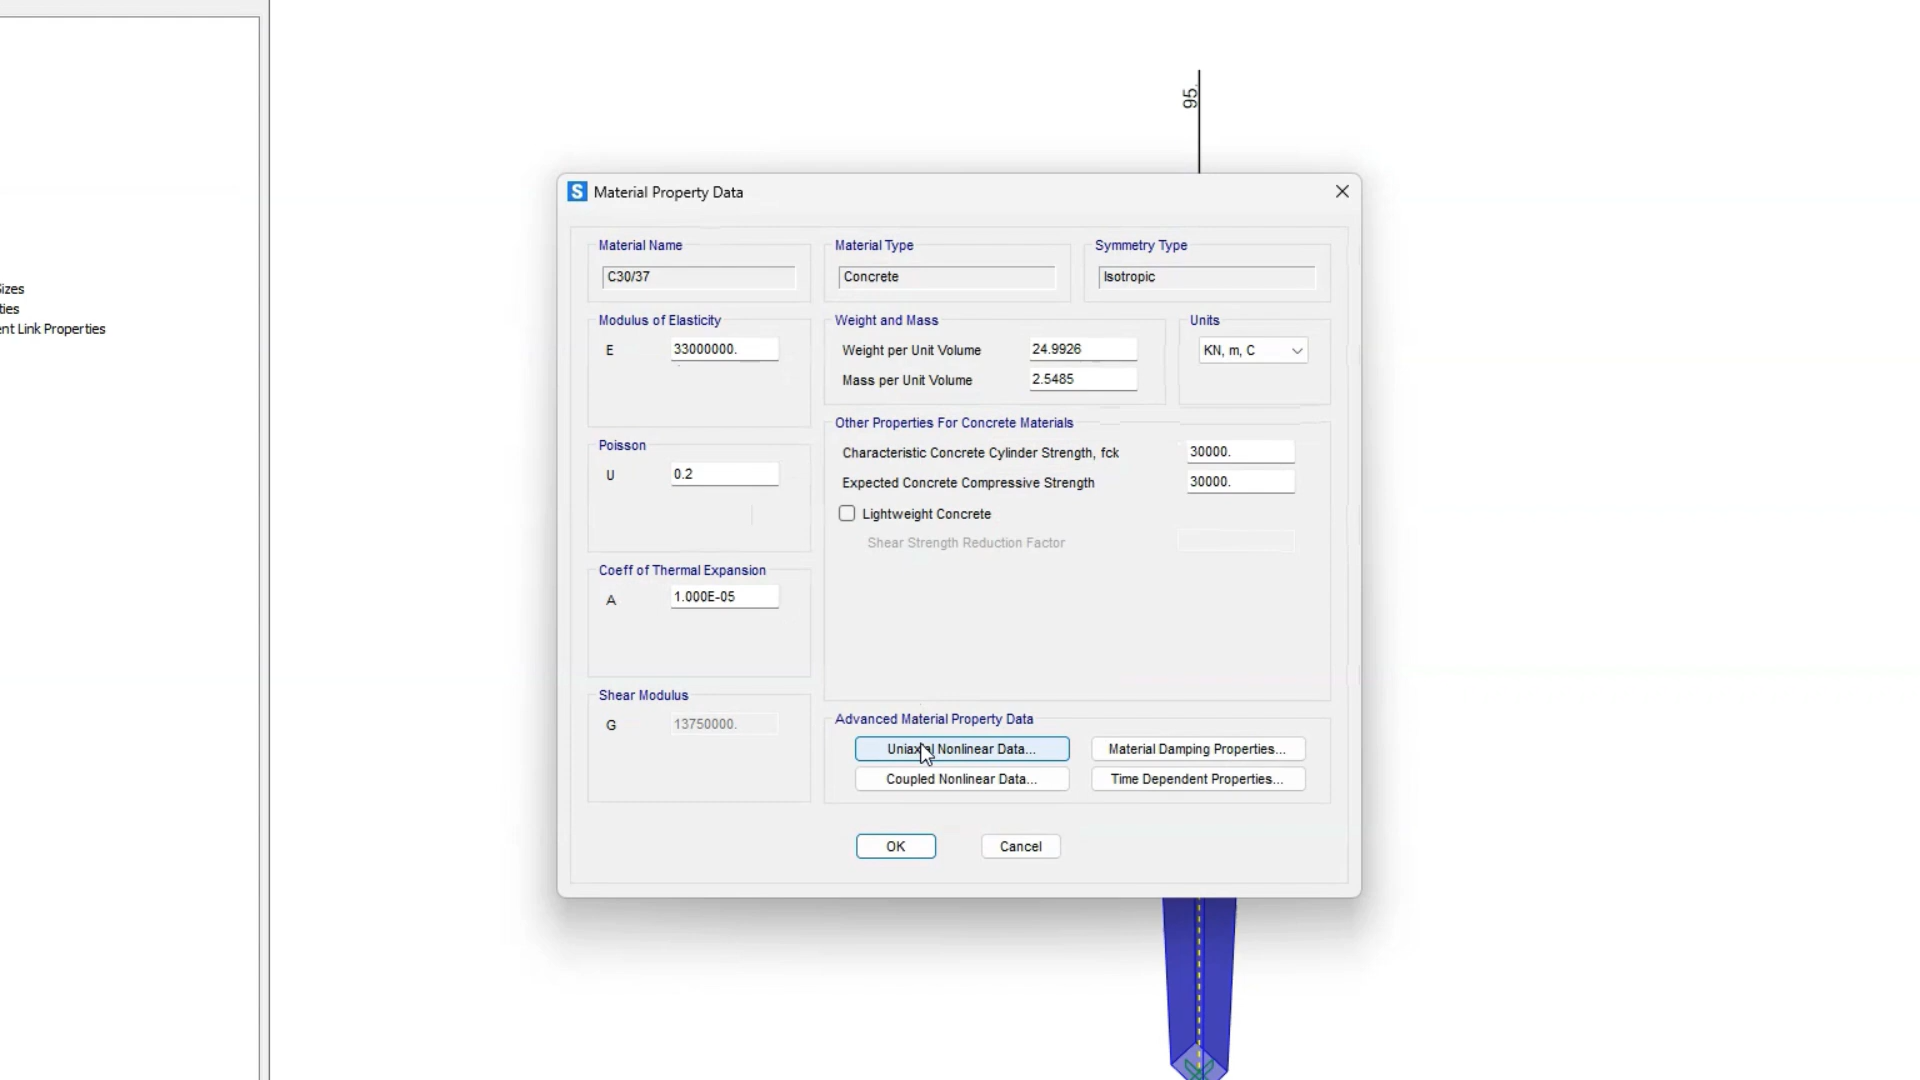 izes
ties
ent Link Properties
95.
S Material Property Data
Material Name
C30/37
Material Type
Concrete
Symmetry Type
Isotropic
Modulus of Elasticity
E 33000000.
Weight and Mass
Weight per Unit Volume 24.9926
Mass per Unit Volume 2.5485
Units
KN, m, C
Poisson
U 0.2
Other Properties For Concrete Materials
Characteristic Concrete Cylinder Strength, fck 30000.
Expected Concrete Compressive Strength 30000.
Lightweight Concrete
Shear Strength Reduction Factor
Coeff of Thermal Expansion
A 1.000E-05
Shear Modulus
G 13750000.
Advanced Material Property Data
Uniaxial Nonlinear Data...
Material Damping Properties...
Coupled Nonlinear Data...
Time Dependent Properties...
OK
Cancel